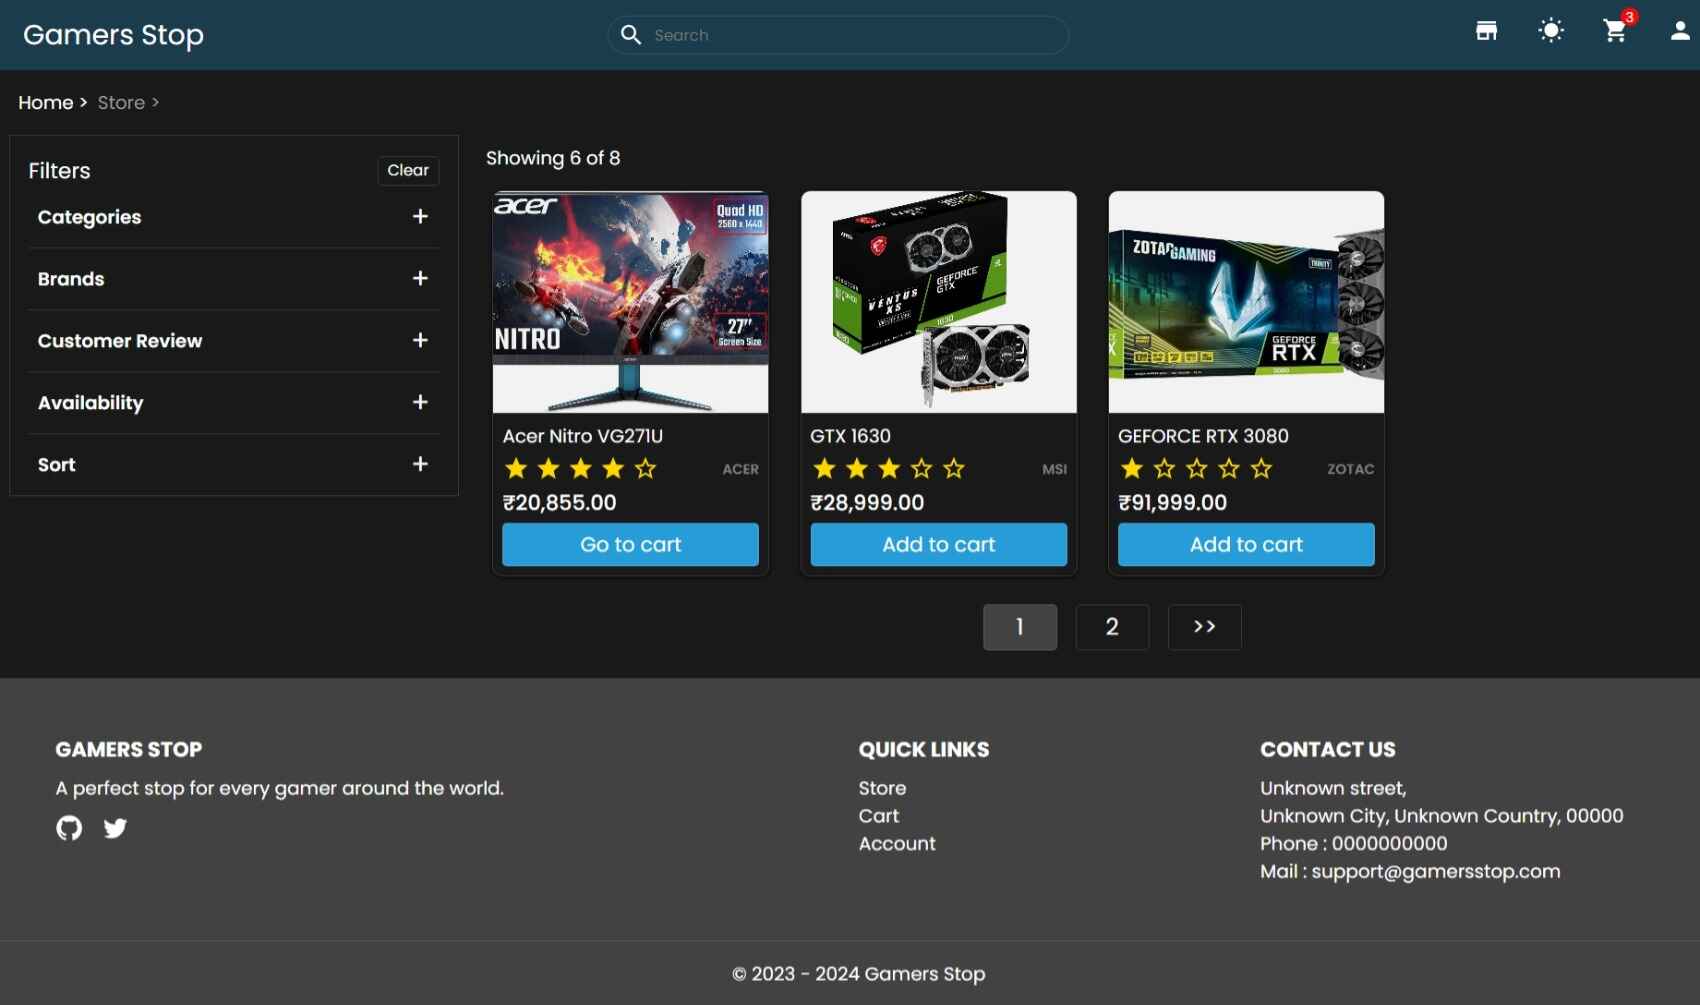 Gamers Stop
Search
3
Home > Store >
Filters
Clear
Categories +
Brands +
Customer Review +
Availability +
Sort +
Showing 6 of 8
acer
Quad HD
2560 x 1440
NITRO
27"
Screen Size
Acer Nitro VG271U
ACER
₹20,855.00
Go to cart
VENTUS
XS
GEFORCE
GTX
1630
GTX 1630
MSI
₹28,999.00
Add to cart
ZOTAC GAMING
TRINITY
GEFORCE
RTX
3080
GEFORCE RTX 3080
ZOTAC
₹91,999.00
Add to cart
1 2 >>
GAMERS STOP
A perfect stop for every gamer around the world.
QUICK LINKS
Store
Cart
Account
CONTACT US
Unknown street,
Unknown City, Unknown Country, 00000
Phone : 0000000000
Mail : support@gamersstop.com
© 2023 - 2024 Gamers Stop